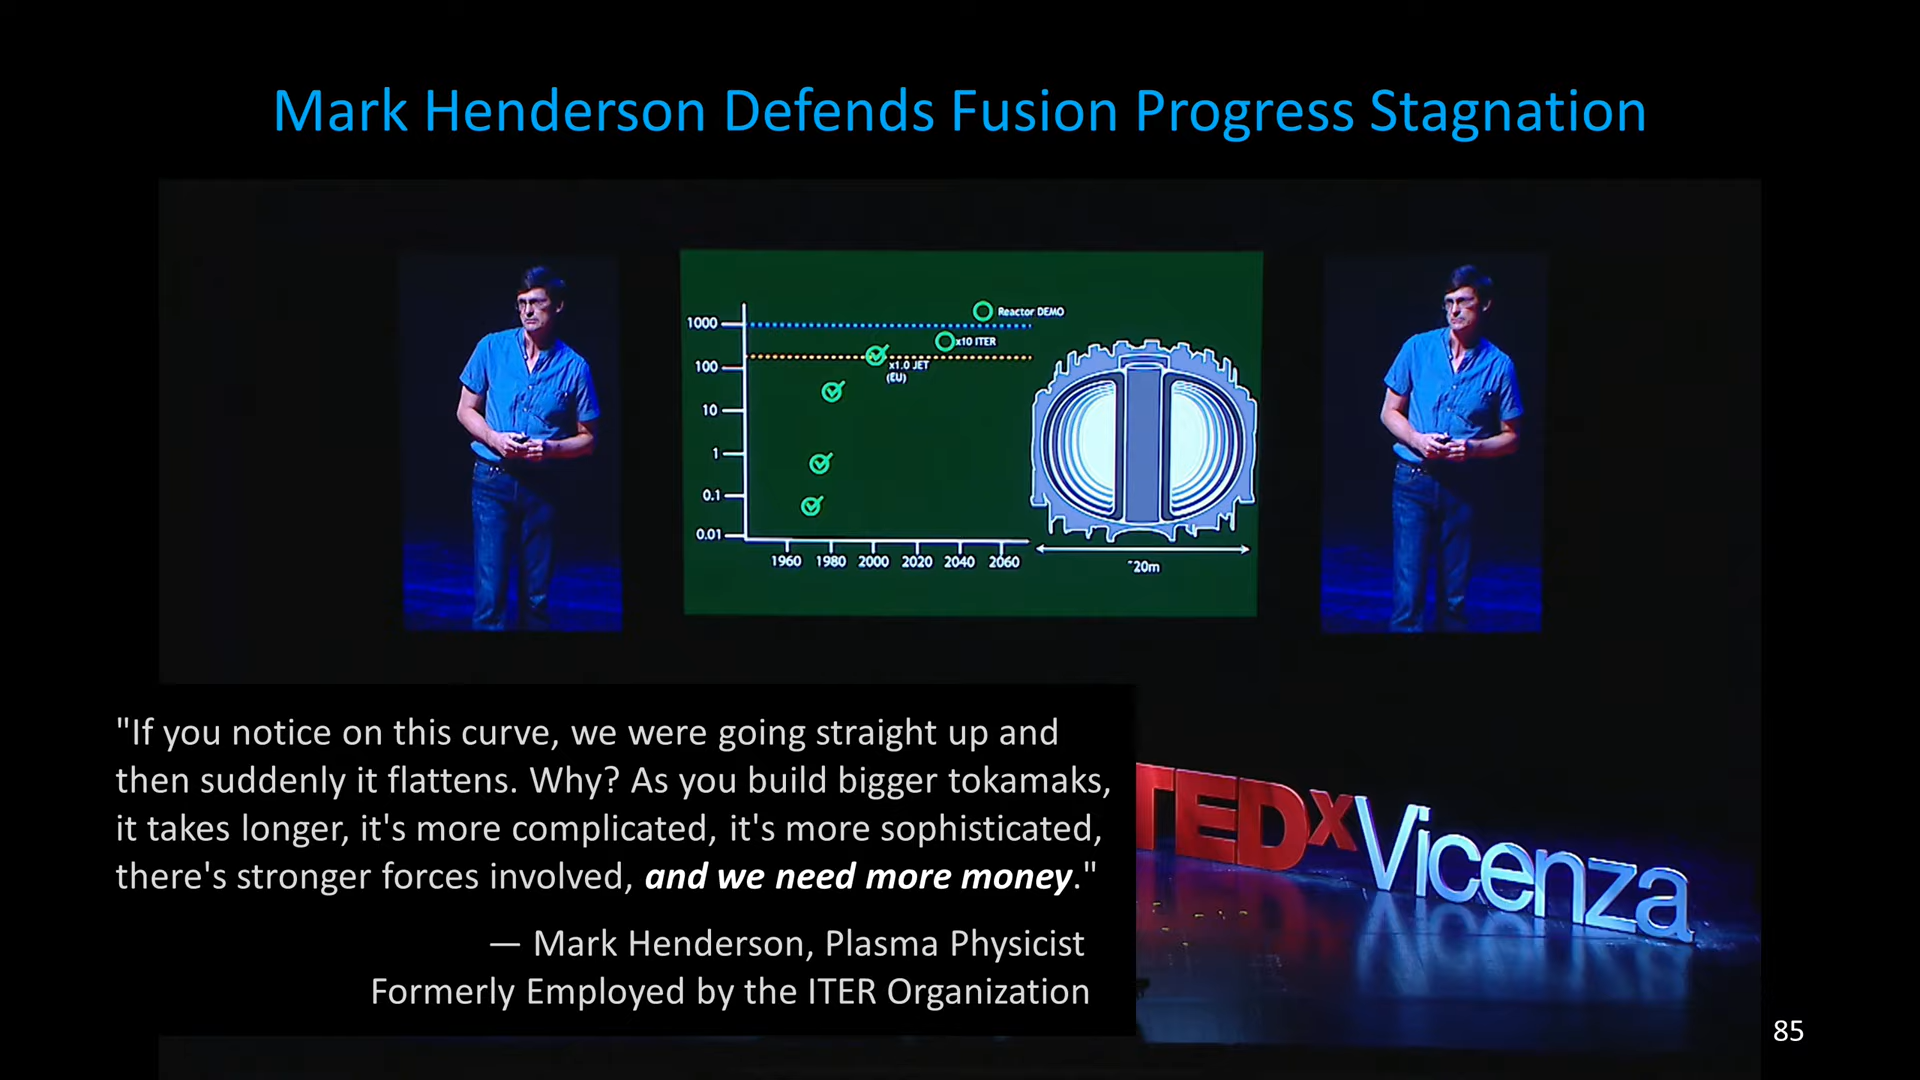 Mark Henderson Defends Fusion Progress Stagnation
1000
100
10
1
0.1
0.01
Reactor DEMO
x10 ITER
x1.0 JET
(EU)
1960 1980 2000 2020 2040 2060
~20m
"If you notice on this curve, we were going straight up and
then suddenly it flattens. Why? As you build bigger tokamaks,
it takes longer, it's more complicated, it's more sophisticated,
there's stronger forces involved, and we need more money."
— Mark Henderson, Plasma Physicist
Formerly Employed by the ITER Organization
TEDxVicenza
85